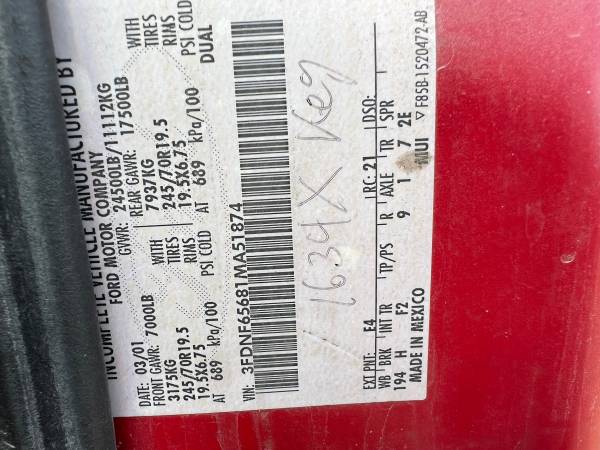 INCOMPLETE VEHICLE MANUFACTURED BY
FORD MOTOR COMPANY
GVWR: 24500LB/11112KG
DATE: 03/01
FRONT GAWR: 7000LB
3175KG
245/70R19.5
19.5X6.75
AT 689 kPa/100
WITH
TIRES
RIMS
PSI COLD
REAR GAWR: 17500LB
7937KG
245/70R19.5
19.5X6.75
AT 689 kPa/100
WITH
TIRES
RIMS
PSI COLD
DUAL
VIN: 3FDNF65681MA51874
1634X Key
EXT PNT: E4 RC: 21 DSO:
WB BRK INT TR TP/PS R AXLE TR SPR
194 H F2 9 17 7 2E
MADE IN MEXICO MUI
▽ F85B-1520472-AB